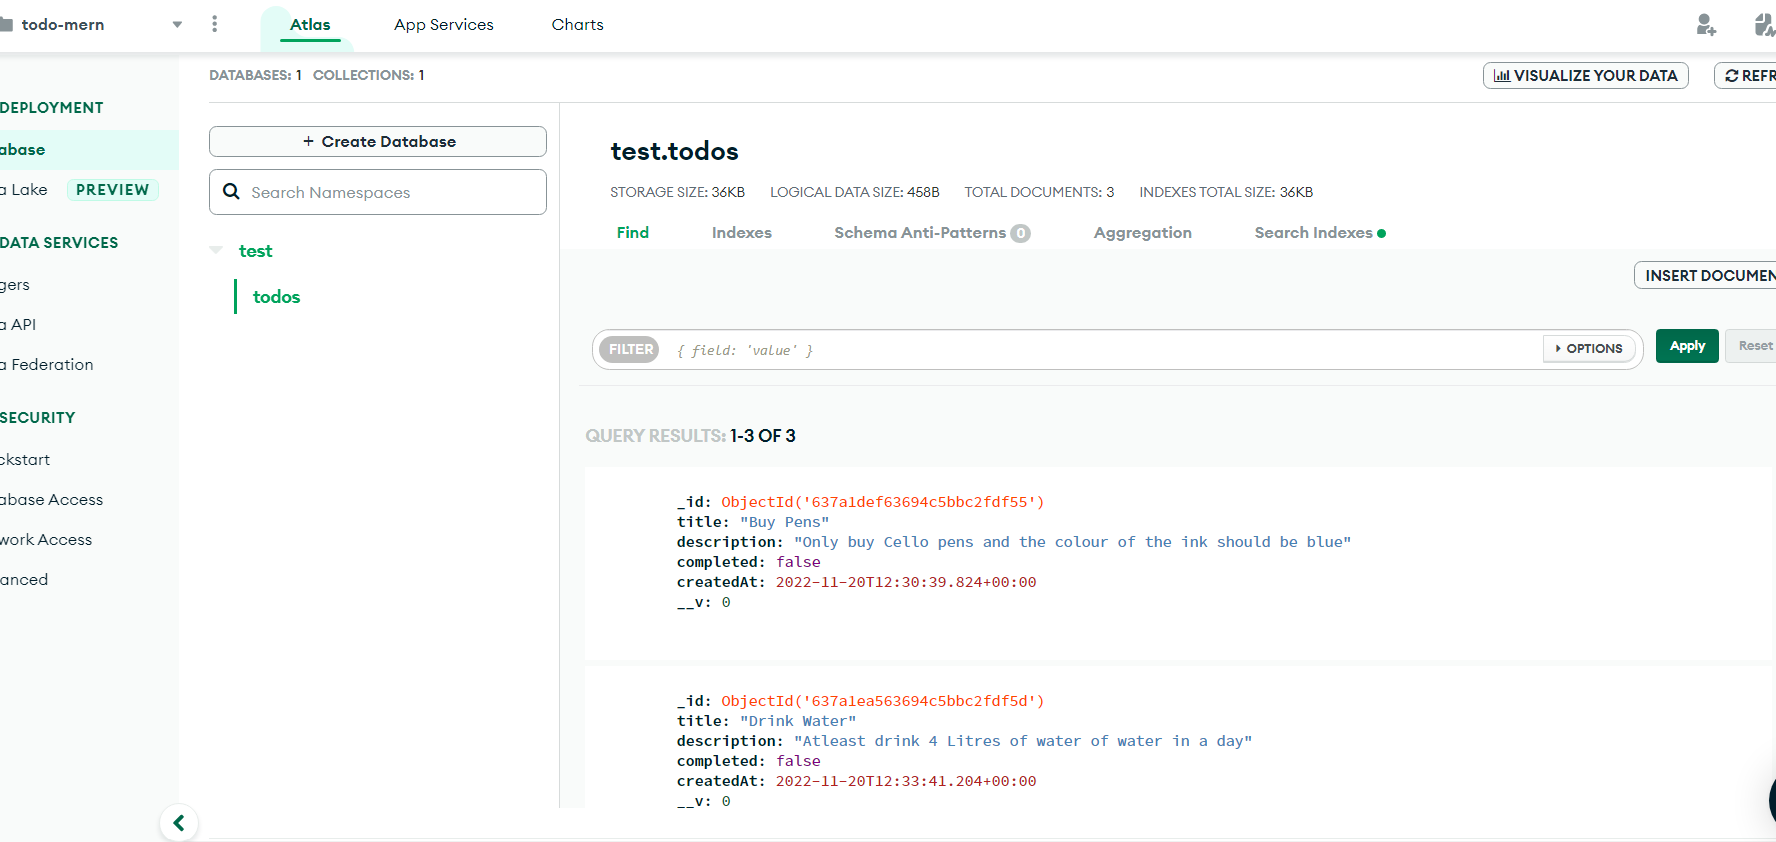 todo-mern
Atlas
App Services
Charts
DATABASES: 1 COLLECTIONS: 1
VISUALIZE YOUR DATA
REFR
DEPLOYMENT
abase
a Lake PREVIEW
DATA SERVICES
gers
a API
a Federation
SECURITY
ckstart
abase Access
work Access
anced
+ Create Database
Search Namespaces
test
todos
test.todos
STORAGE SIZE: 36KB LOGICAL DATA SIZE: 458B TOTAL DOCUMENTS: 3 INDEXES TOTAL SIZE: 36KB
Find Indexes Schema Anti-Patterns 0 Aggregation Search Indexes
INSERT DOCUMEN
FILTER { field: 'value' } OPTIONS Apply Reset
QUERY RESULTS: 1-3 OF 3
_id: ObjectId('637a1def63694c5bbc2fdf55')
title: "Buy Pens"
description: "Only buy Cello pens and the colour of the ink should be blue"
completed: false
createdAt: 2022-11-20T12:30:39.824+00:00
__v: 0
_id: ObjectId('637a1ea563694c5bbc2fdf5d')
title: "Drink Water"
description: "Atleast drink 4 Litres of water of water in a day"
completed: false
createdAt: 2022-11-20T12:33:41.204+00:00
__v: 0